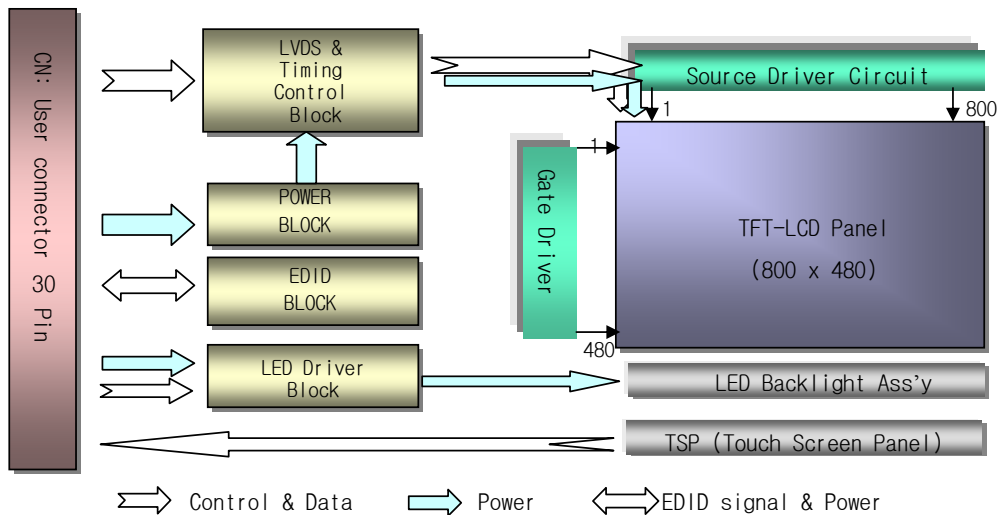 CN: User connector 30 Pin
LVDS &
Timing
Control
Block
POWER
BLOCK
EDID
BLOCK
LED Driver
Block
Source Driver Circuit
1
800
Gate Driver
1
480
TFT-LCD Panel
(800 x 480)
LED Backlight Ass'y
TSP (Touch Screen Panel)
Control & Data
Power
EDID signal & Power